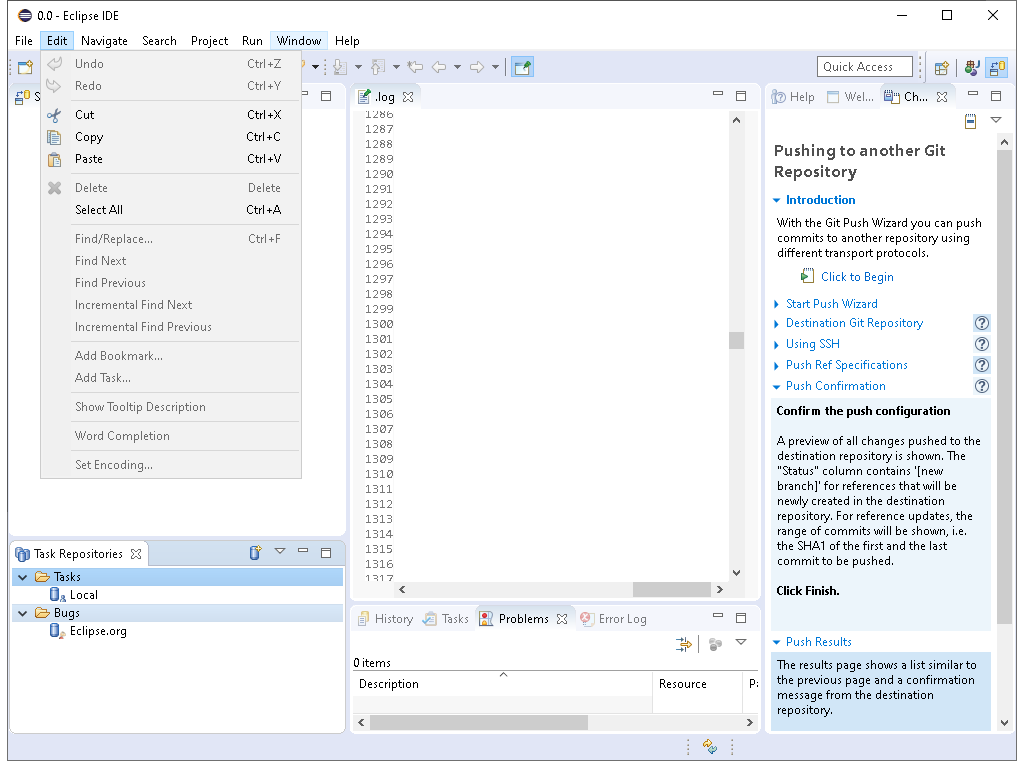 0.0 - Eclipse IDE
File Edit Navigate Search Project Run Window Help
Quick Access
Undo Ctrl+Z
Redo Ctrl+Y
Cut Ctrl+X
Copy Ctrl+C
Paste Ctrl+V
Delete Delete
Select All Ctrl+A
Find/Replace... Ctrl+F
Find Next
Find Previous
Incremental Find Next
Incremental Find Previous
Add Bookmark...
Add Task...
Show Tooltip Description
Word Completion
Set Encoding...
S
Task Repositories
Tasks
Local
Bugs
Eclipse.org
.log
1286
1287
1288
1289
1290
1291
1292
1293
1294
1295
1296
1297
1298
1299
1300
1301
1302
1303
1304
1305
1306
1307
1308
1309
1310
1311
1312
1313
1314
1315
1316
1317
History Tasks Problems Error Log
0 items
Description Resource Pa
Help Wel... Ch...
Pushing to another Git
Repository
Introduction
With the Git Push Wizard you can push
commits to another repository using
different transport protocols.
Click to Begin
Start Push Wizard
Destination Git Repository
Using SSH
Push Ref Specifications
Push Confirmation
Confirm the push configuration
A preview of all changes pushed to the
destination repository is shown. The
"Status" column contains '[new
branch]' for references that will be
newly created in the destination
repository. For reference updates, the
range of commits will be shown, i.e.
the SHA1 of the first and the last
commit to be pushed.
Click Finish.
Push Results
The results page shows a list similar to
the previous page and a confirmation
message from the destination
repository.